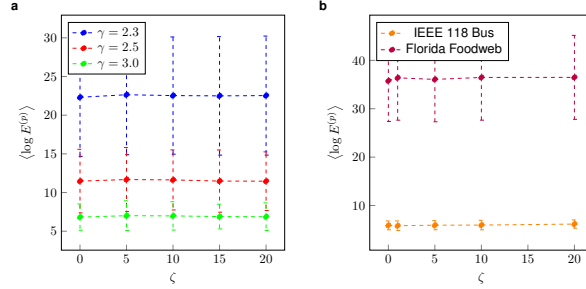 a
b
γ = 2.3
γ = 2.5
γ = 3.0
⟨log E^(p)⟩
30
25
20
15
10
5
0
5
10
15
20
ζ
IEEE 118 Bus
Florida Foodweb
⟨log E^(p)⟩
40
30
20
10
0
5
10
15
20
ζ